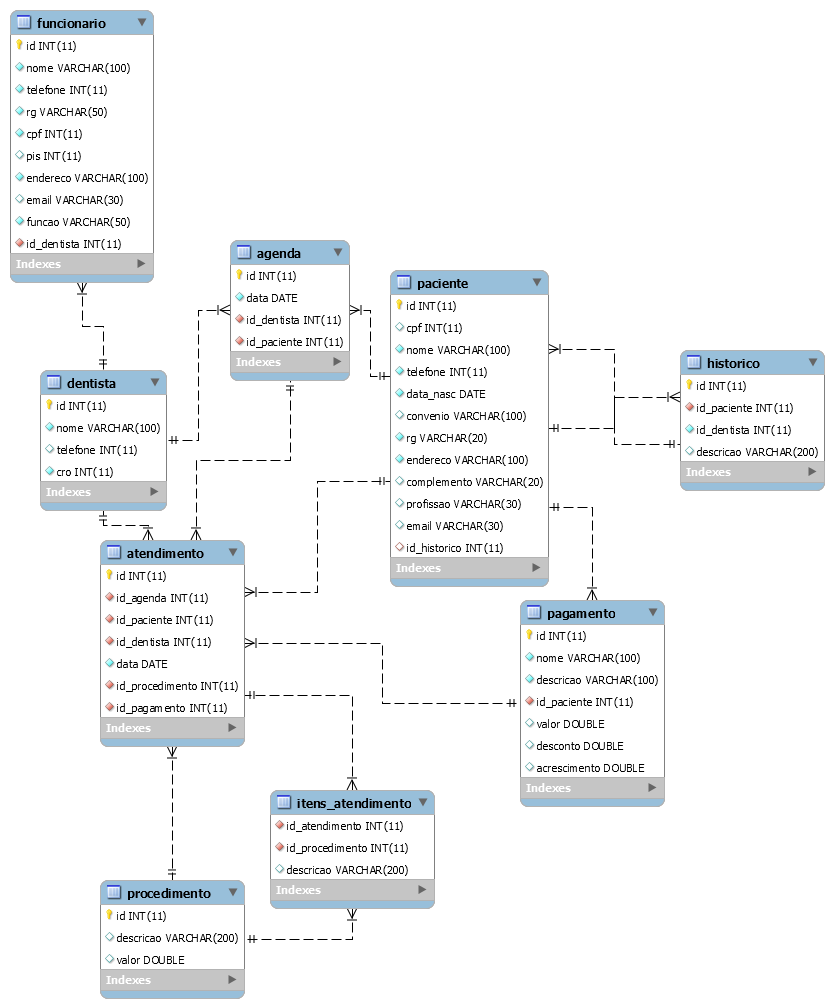 funcionario
id INT(11)
nome VARCHAR(100)
telefone INT(11)
rg VARCHAR(50)
cpf INT(11)
pis INT(11)
endereco VARCHAR(100)
email VARCHAR(30)
funcao VARCHAR(50)
id_dentista INT(11)
Indexes
agenda
id INT(11)
data DATE
id_dentista INT(11)
id_paciente INT(11)
Indexes
paciente
id INT(11)
cpf INT(11)
nome VARCHAR(100)
telefone INT(11)
data_nasc DATE
convenio VARCHAR(100)
rg VARCHAR(20)
endereco VARCHAR(100)
complemento VARCHAR(20)
profissao VARCHAR(30)
email VARCHAR(30)
id_historico INT(11)
Indexes
historico
id INT(11)
id_paciente INT(11)
id_dentista INT(11)
descricao VARCHAR(200)
Indexes
dentista
id INT(11)
nome VARCHAR(100)
telefone INT(11)
cro INT(11)
Indexes
atendimento
id INT(11)
id_agenda INT(11)
id_paciente INT(11)
id_dentista INT(11)
data DATE
id_procedimento INT(11)
id_pagamento INT(11)
Indexes
pagamento
id INT(11)
nome VARCHAR(100)
descricao VARCHAR(100)
id_paciente INT(11)
valor DOUBLE
desconto DOUBLE
acrescimento DOUBLE
Indexes
itens_atendimento
id_atendimento INT(11)
id_procedimento INT(11)
descricao VARCHAR(200)
Indexes
procedimento
id INT(11)
descricao VARCHAR(200)
valor DOUBLE
Indexes